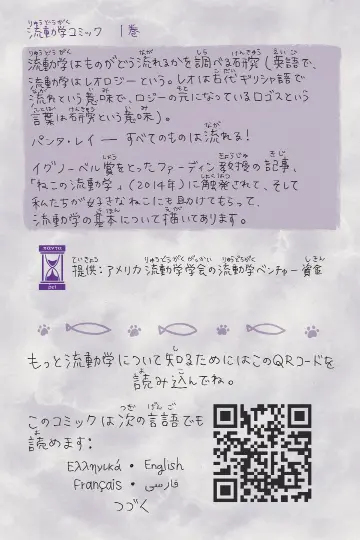 流動学コミック 1巻
流動学はものがどう流れるかを調べる研究(英語で、
流動学はレオロジーという。レオは古代ギリシャ語で
流れという意味で、ロジーの元になっているロゴスという
言葉は研究という意味)。
パンタ・レイ — すべてのものは流れる!
イグノーベル賞をとったファーディン教授の記事、
「ねこの流動学」(2014年)に触発されて、そして
私たちが好きなねこにも助けてもらって、
流動学の基本について描いてあります。
παντα
ρει
提供:アメリカ流動学学会の流動学ベンチャー資金
もっと流動学について知るためにはこのQRコードを
読み込んでね。
このコミックは次の言語でも
読めます:
Ελληνικά • English
Français • فارسی
つづく